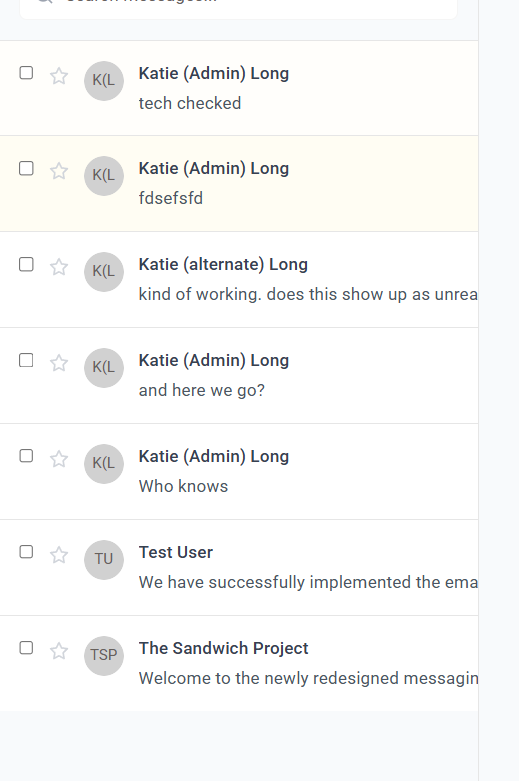 K(L
Katie (Admin) Long
tech checked
K(L
Katie (Admin) Long
fdsefsfd
K(L
Katie (alternate) Long
kind of working. does this show up as unrea
K(L
Katie (Admin) Long
and here we go?
K(L
Katie (Admin) Long
Who knows
TU
Test User
We have successfully implemented the ema
TSP
The Sandwich Project
Welcome to the newly redesigned messagin